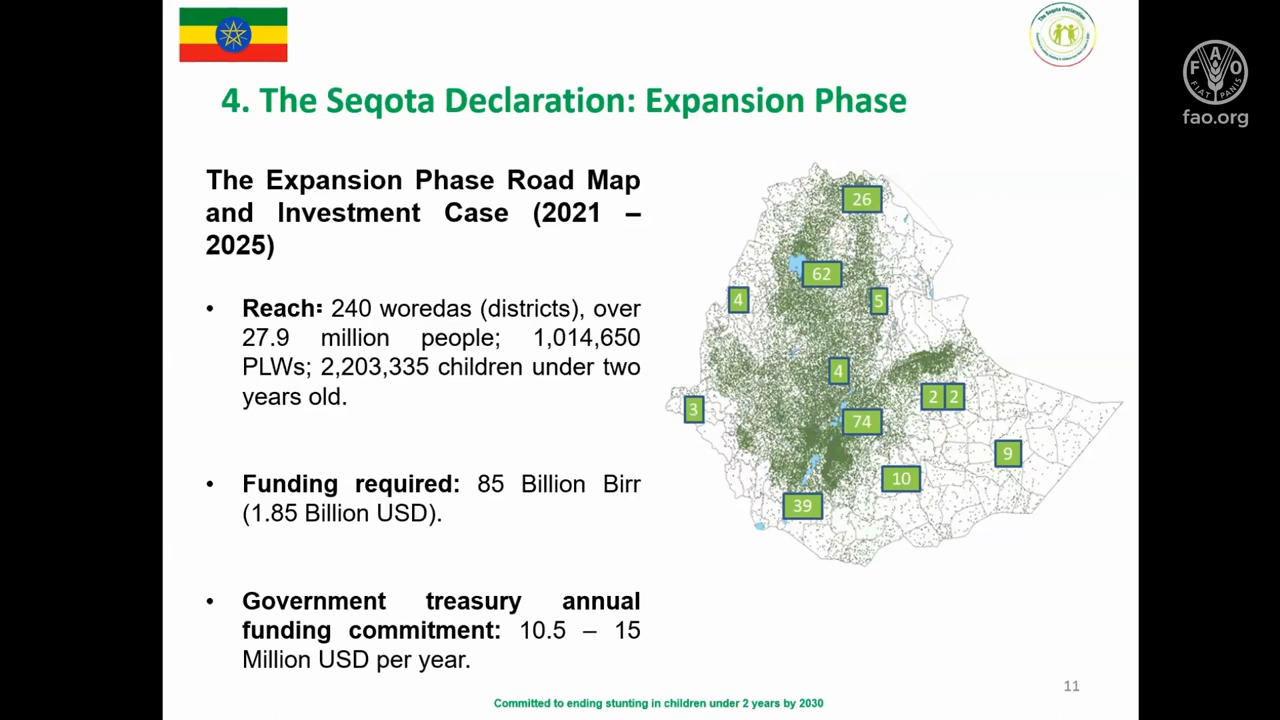 FAO
FIAT PANIS
fao.org
4. The Seqota Declaration: Expansion Phase
The Expansion Phase Road Map
and Investment Case (2021 –
2025)
• Reach: 240 woredas (districts), over
27.9 million people; 1,014,650
PLWs; 2,203,335 children under two
years old.
• Funding required: 85 Billion Birr
(1.85 Billion USD).
• Government treasury annual
funding commitment: 10.5 – 15
Million USD per year.
26
62
4
5
4
2 2
3
74
9
10
39
11
Committed to ending stunting in children under 2 years by 2030
The Seqota Declaration